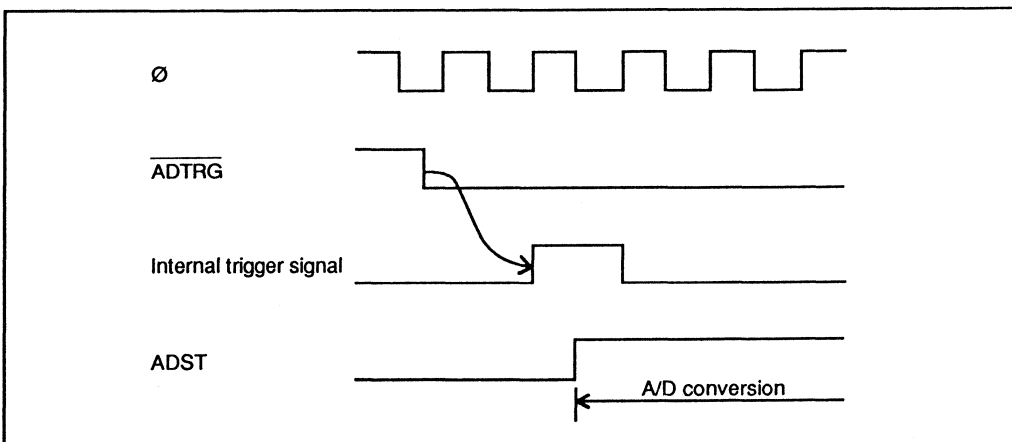 Ø
ADTRG
Internal trigger signal
ADST
A/D conversion